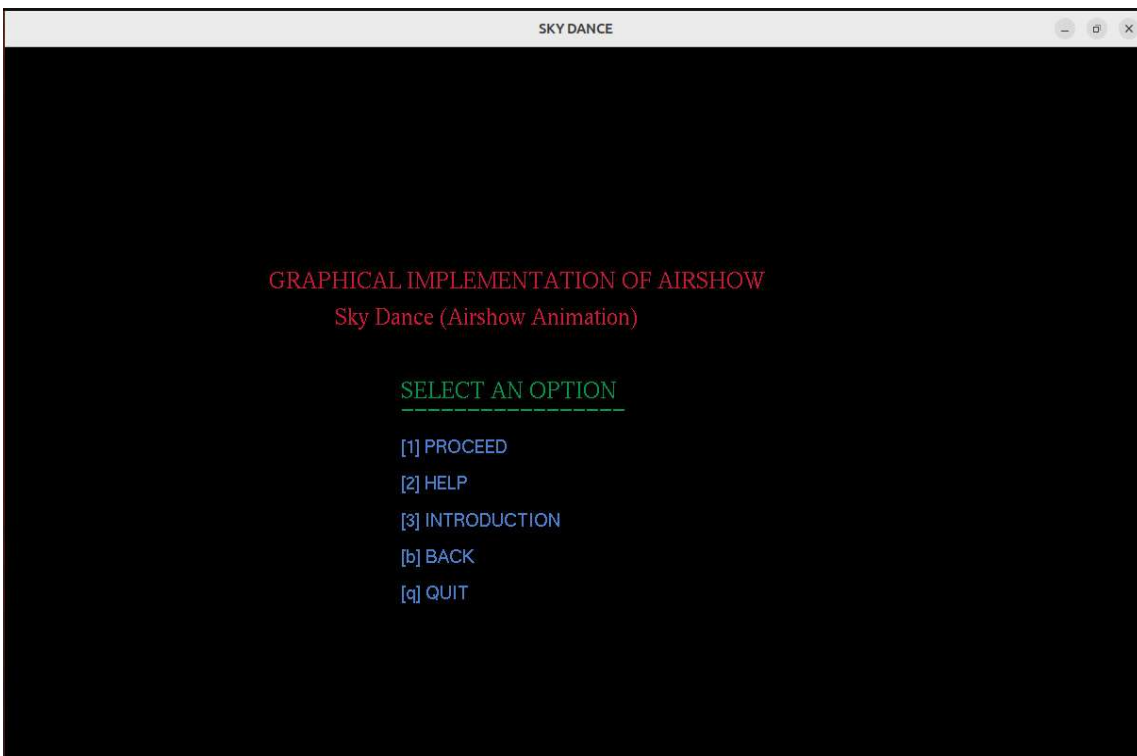 SKY DANCE
GRAPHICAL IMPLEMENTATION OF AIRSHOW
Sky Dance (Airshow Animation)
SELECT AN OPTION
-----------------
[1] PROCEED
[2] HELP
[3] INTRODUCTION
[b] BACK
[q] QUIT